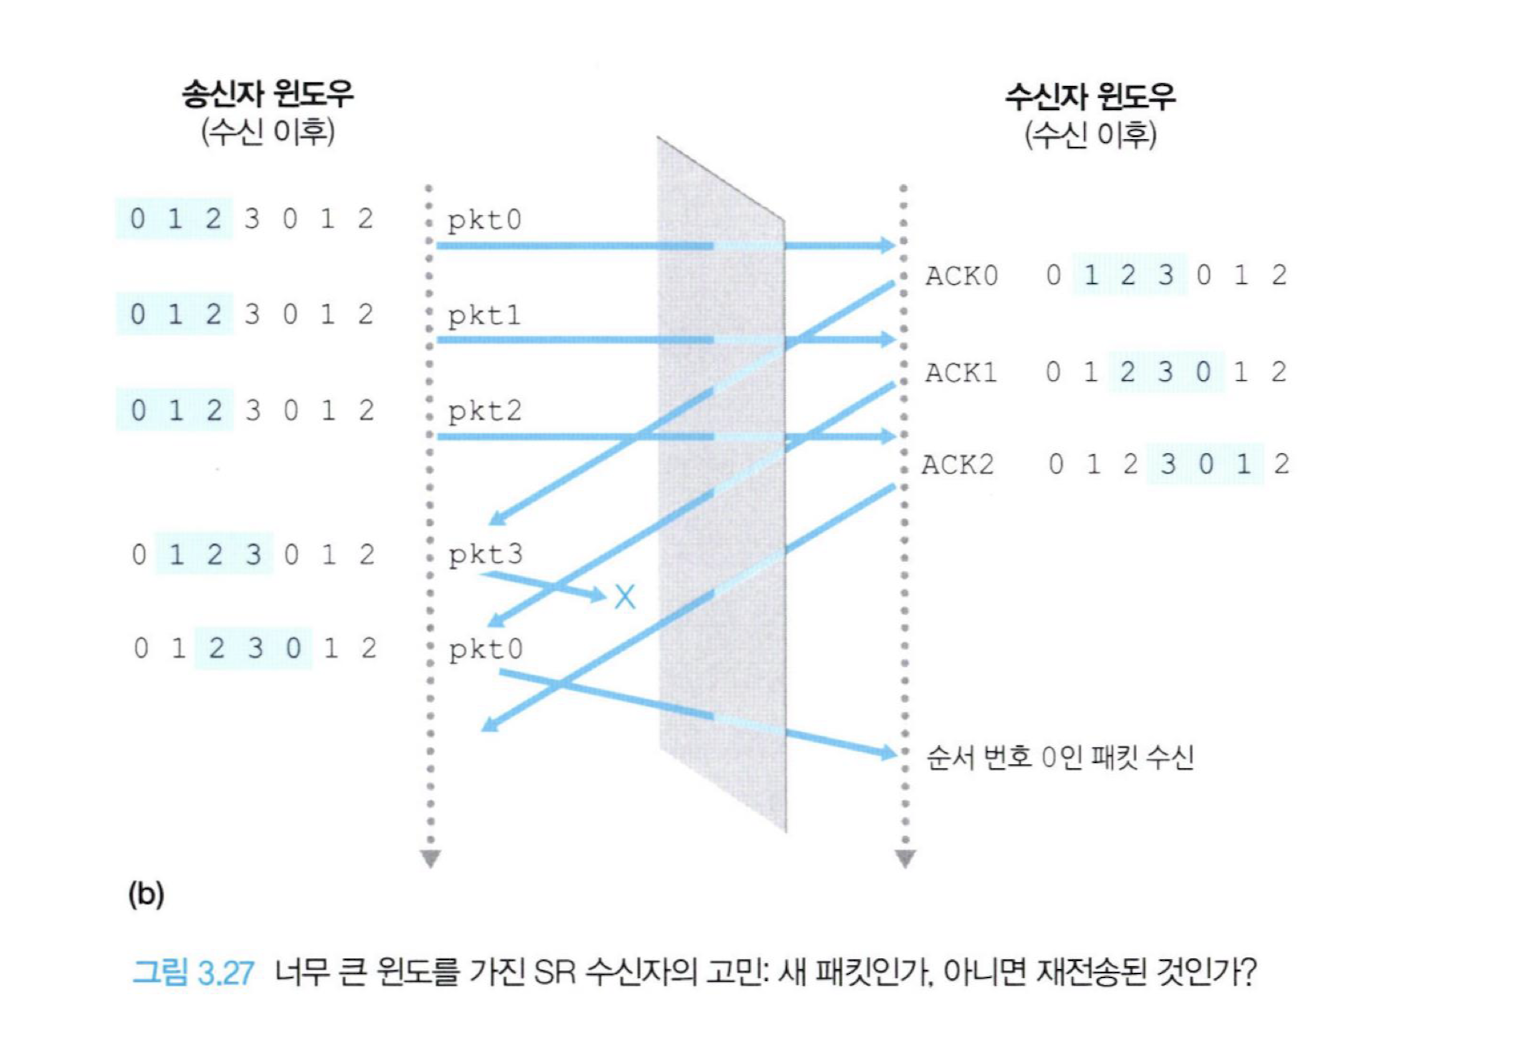 송신자 윈도우
(수신 이후)
수신자 윈도우
(수신 이후)
0 1 2 3 0 1 2
pkt0
ACK0 0 1 2 3 0 1 2
0 1 2 3 0 1 2
pkt1
ACK1 0 1 2 3 0 1 2
0 1 2 3 0 1 2
pkt2
ACK2 0 1 2 3 0 1 2
0 1 2 3 0 1 2
pkt3
X
0 1 2 3 0 1 2
pkt0
순서 번호 0인 패킷 수신
(b)
그림 3.27 너무 큰 윈도를 가진 SR 수신자의 고민: 새 패킷인가, 아니면 재전송된 것인가?